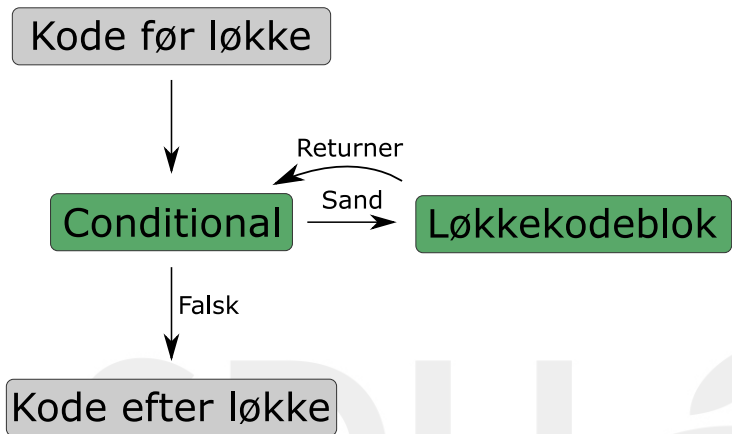 Kode før løkke
Returner
Sand
Conditional
Løkkekodeblok
Falsk
Kode efter løkke